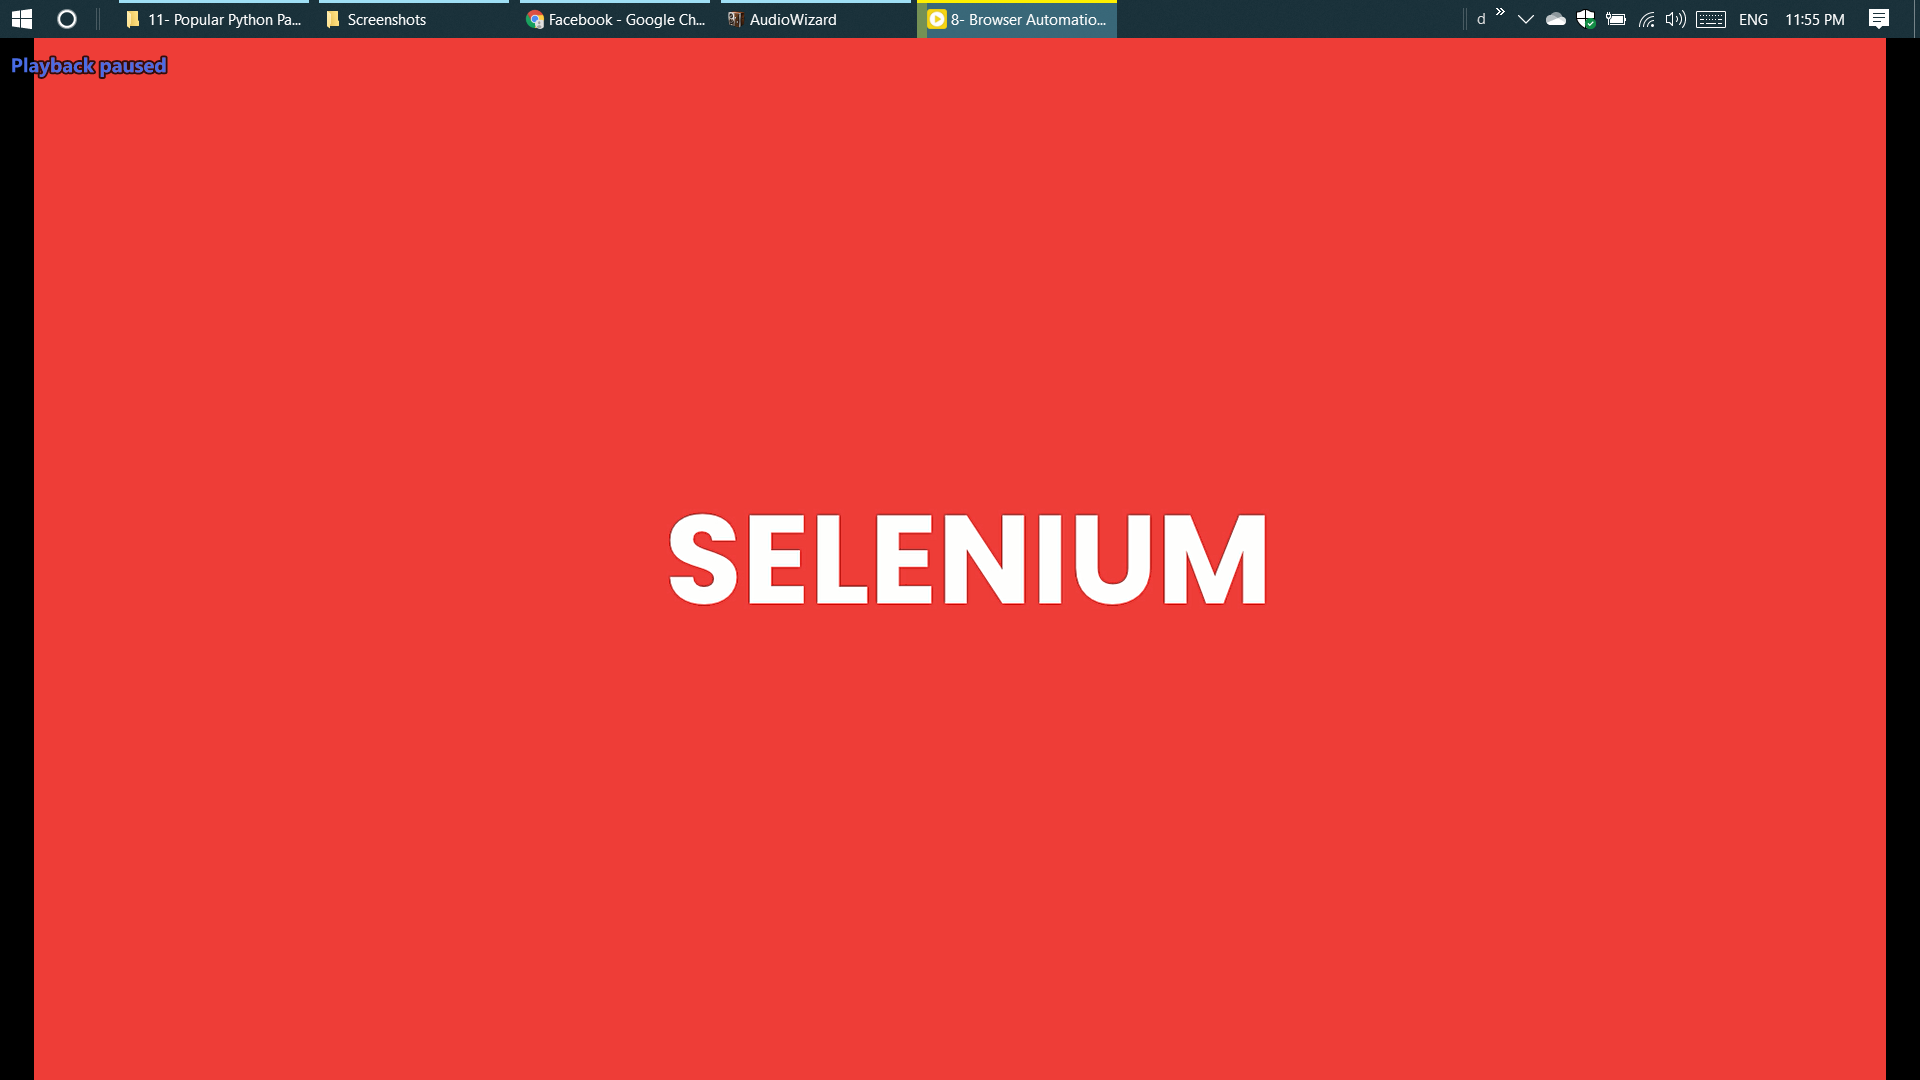 11- Popular Python Pa...
Screenshots
Facebook - Google Ch...
AudioWizard
8- Browser Automatio...
d
ENG
11:55 PM
Playback paused
SELENIUM